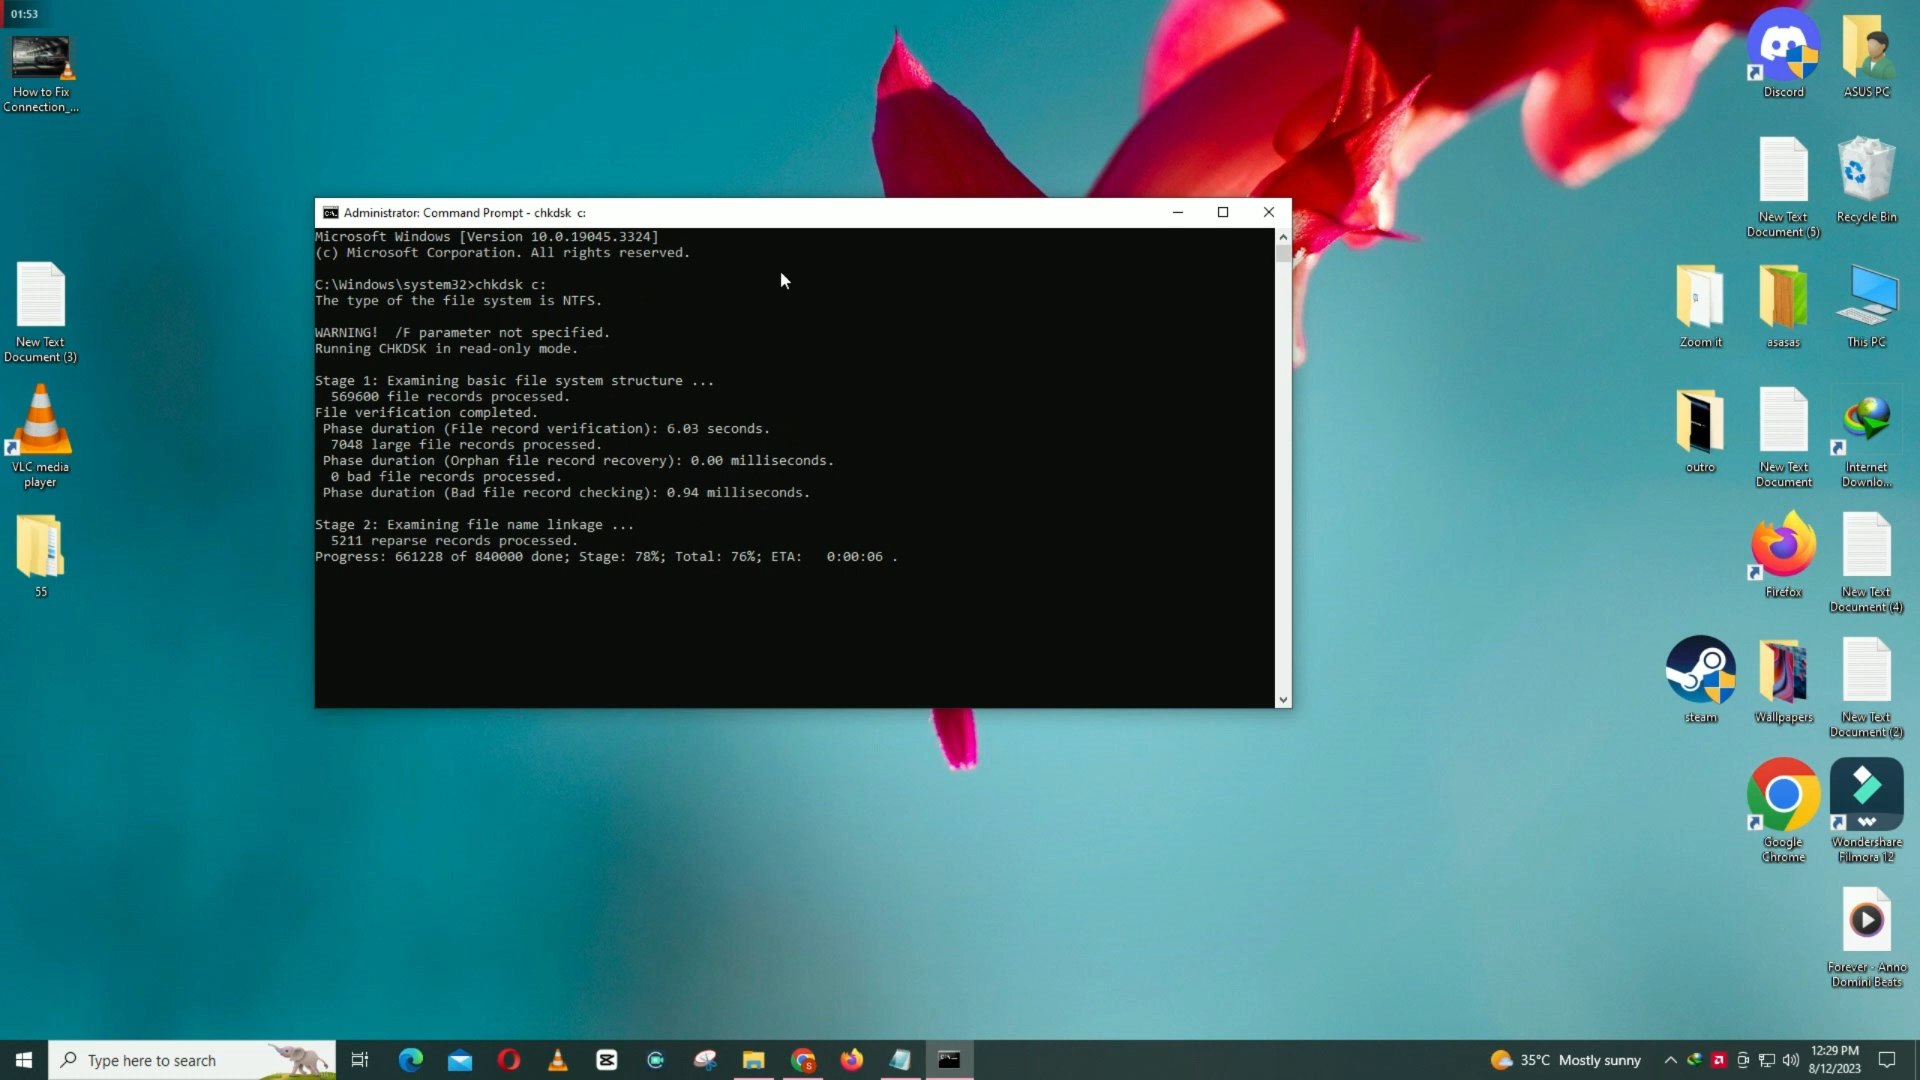 01:53
How to Fix
Connection_...
New Text
Document (3)
VLC media
player
55
Administrator: Command Prompt - chkdsk  c:
Microsoft Windows [Version 10.0.19045.3324]
(c) Microsoft Corporation. All rights reserved.
C:\Windows\system32>chkdsk c:
The type of the file system is NTFS.
WARNING!  /F parameter not specified.
Running CHKDSK in read-only mode.
Stage 1: Examining basic file system structure ...
569600 file records processed.
File verification completed.
Phase duration (File record verification): 6.03 seconds.
7048 large file records processed.
Phase duration (Orphan file record recovery): 0.00 milliseconds.
0 bad file records processed.
Phase duration (Bad file record checking): 0.94 milliseconds.
Stage 2: Examining file name linkage ...
5211 reparse records processed.
Progress: 661228 of 840000 done; Stage: 78%; Total: 76%; ETA:   0:00:06 .
Discord
ASUS PC
New Text
Document (5)
Recycle Bin
Zoom it
asasas
This PC
outro
New Text
Document
Internet
Downlo...
Firefox
New Text
Document (4)
steam
Wallpapers
New Text
Document (2)
Google
Chrome
Wondershare
Filmora 12
Forever - Anno
Domini Beats
Type here to search
35°C  Mostly sunny
12:29 PM
8/12/2023